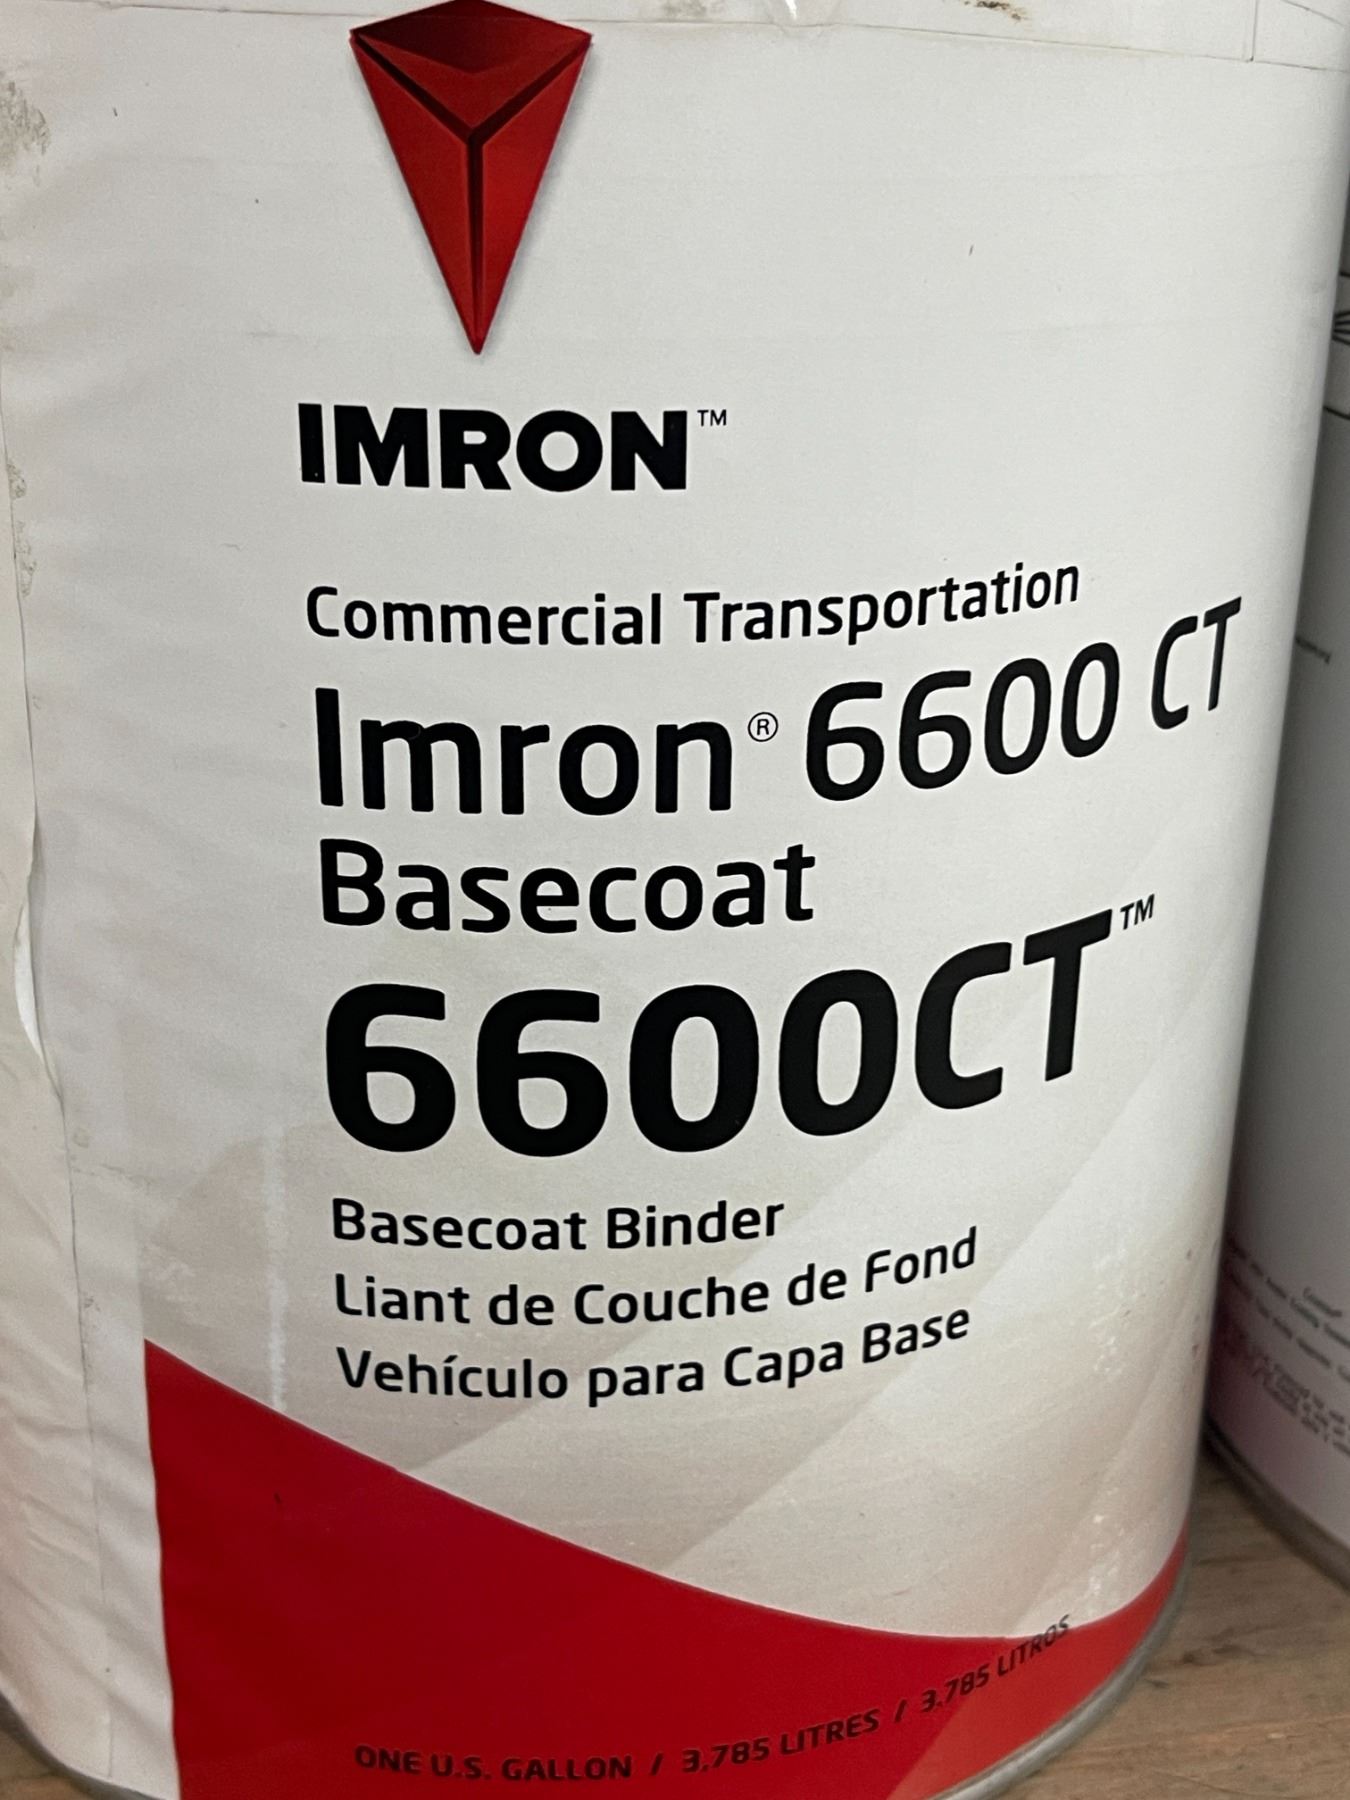 IMRON™
Commercial Transportation
Imron® 6600 CT
Basecoat
6600CT™
Basecoat Binder
Liant de Couche de Fond
Vehículo para Capa Base
ONE U.S. GALLON / 3,785 LITRES / 3.785 LITROS